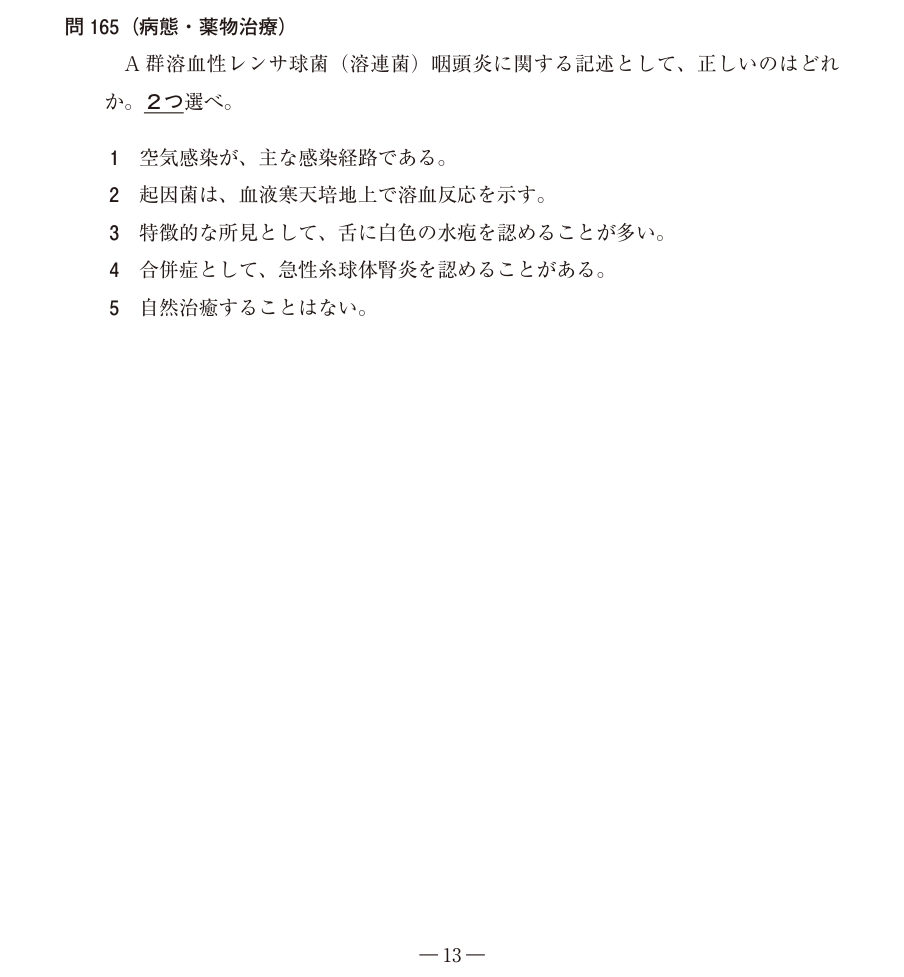 問 165（病態・薬物治療）
A 群溶血性レンサ球菌（溶連菌）咽頭炎に関する記述として、正しいのはどれ
か。２つ選べ。
1 空気感染が、主な感染経路である。
2 起因菌は、血液寒天培地上で溶血反応を示す。
3 特徴的な所見として、舌に白色の水疱を認めることが多い。
4 合併症として、急性糸球体腎炎を認めることがある。
5 自然治癒することはない。
― 13 ―